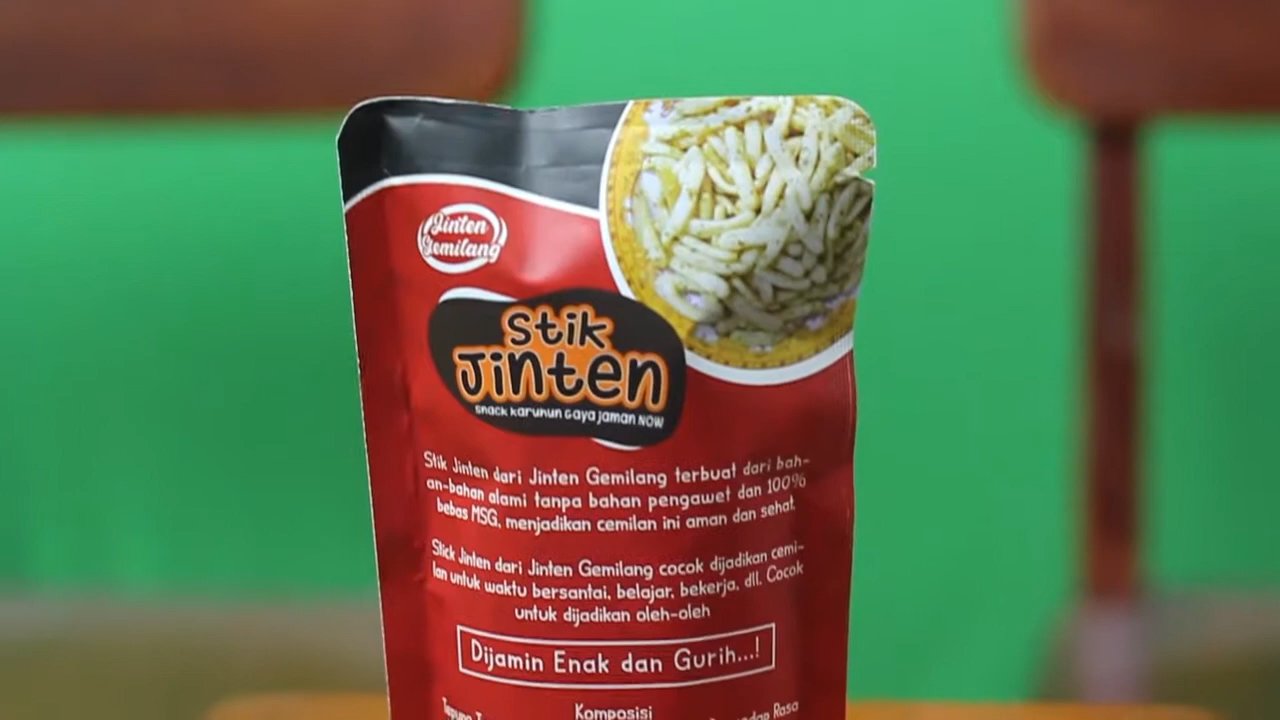 Jinten
Gemilang
Stik
Jinten
snack karuhun Gaya Jaman NOW
Stik Jinten dari Jinten Gemilang terbuat dari bah-
an-bahan alami tanpa bahan pengawet dan 100%
bebas MSG, menjadikan cemilan ini aman dan sehat.
Stick Jinten dari Jinten Gemilang cocok dijadikan cemi-
lan untuk waktu bersantai, belajar, bekerja, dll. Cocok
untuk dijadikan oleh-oleh
Dijamin Enak dan Gurih...!
Komposisi
Rasa